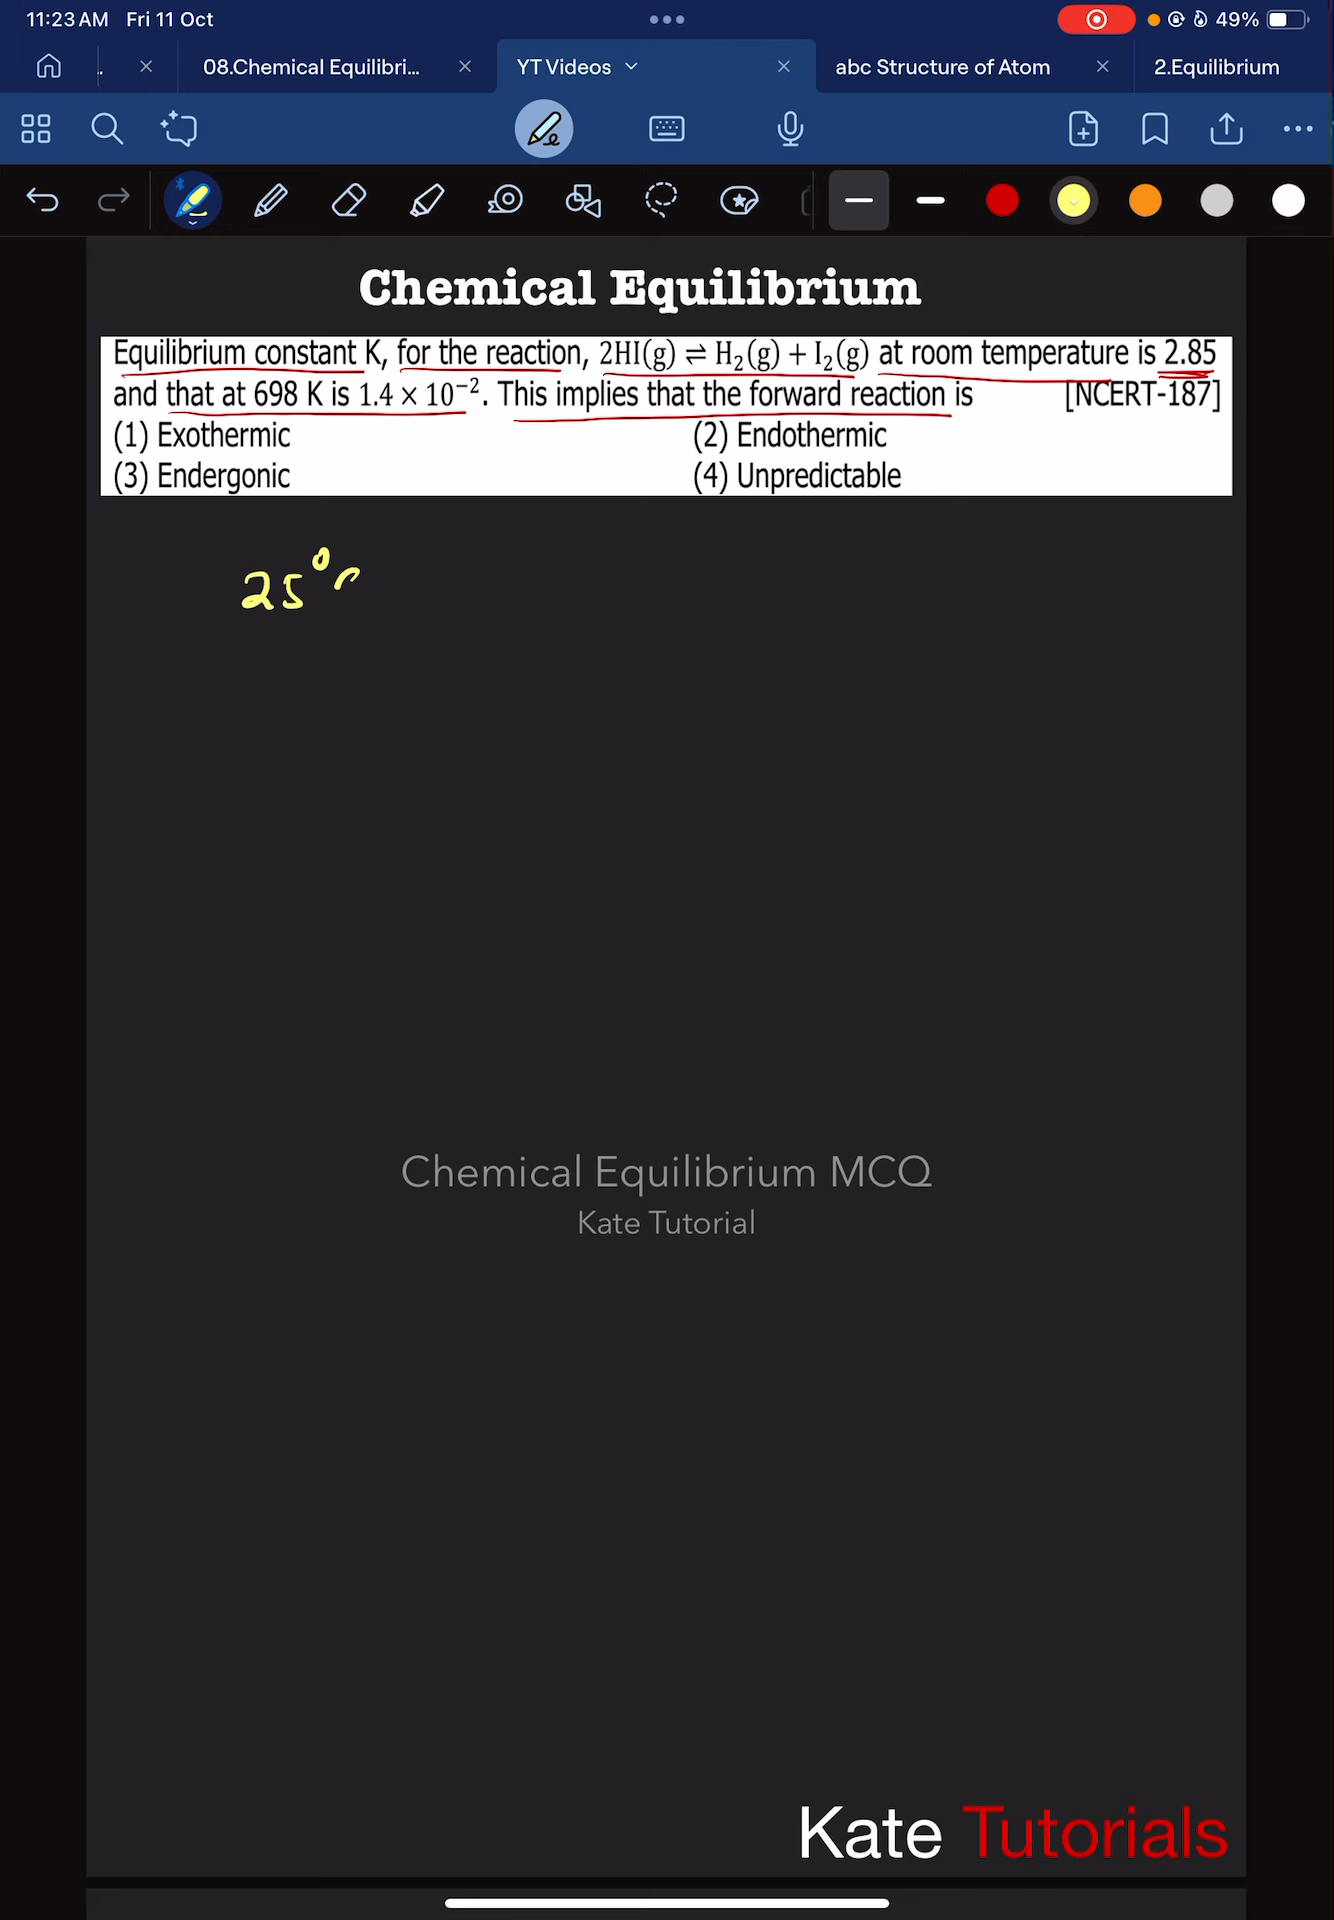 11:23 AM Fri 11 Oct
49%
08.Chemical Equilibri... YT Videos abc Structure of Atom 2.Equilibrium
Chemical Equilibrium
Equilibrium constant K, for the reaction, 2HI(g) ⇌ H₂(g) + I₂(g) at room temperature is 2.85
and that at 698 K is 1.4 × 10⁻². This implies that the forward reaction is [NCERT-187]
(1) Exothermic (2) Endothermic
(3) Endergonic (4) Unpredictable
25°
Chemical Equilibrium MCQ
Kate Tutorial
Kate Tutorials